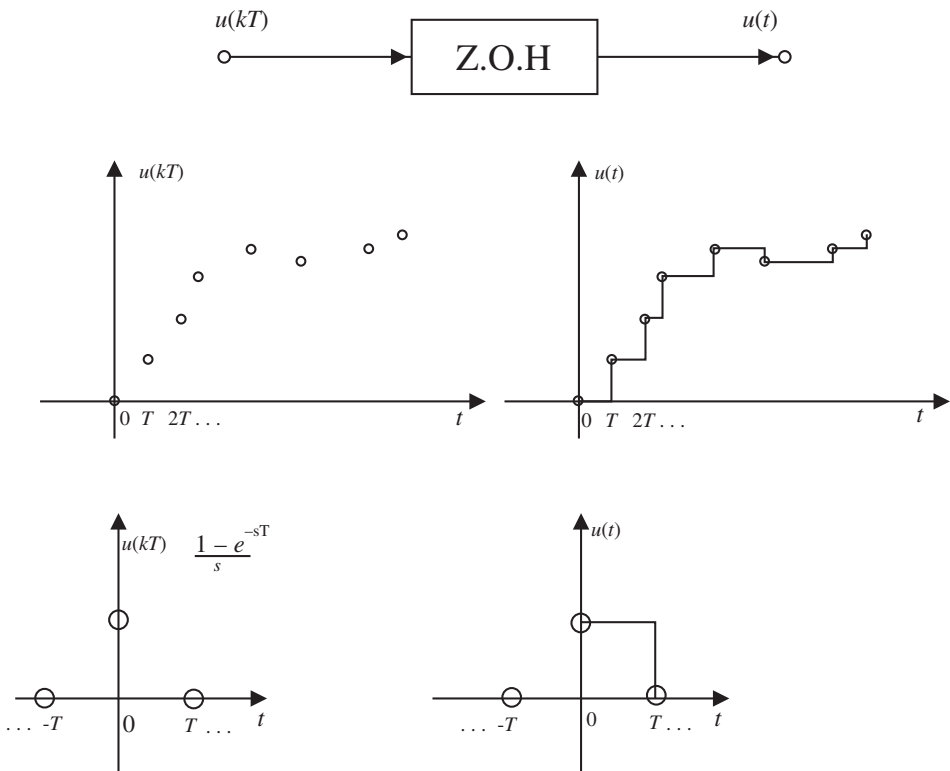 u(kT) u(t)
Z.O.H
u(kT) u(t)
0 T 2T . . . t 0 T 2T . . . t
u(kT) 1 – e^–sT / s u(t)
. . . -T 0 T . . . t . . . -T 0 T . . . t